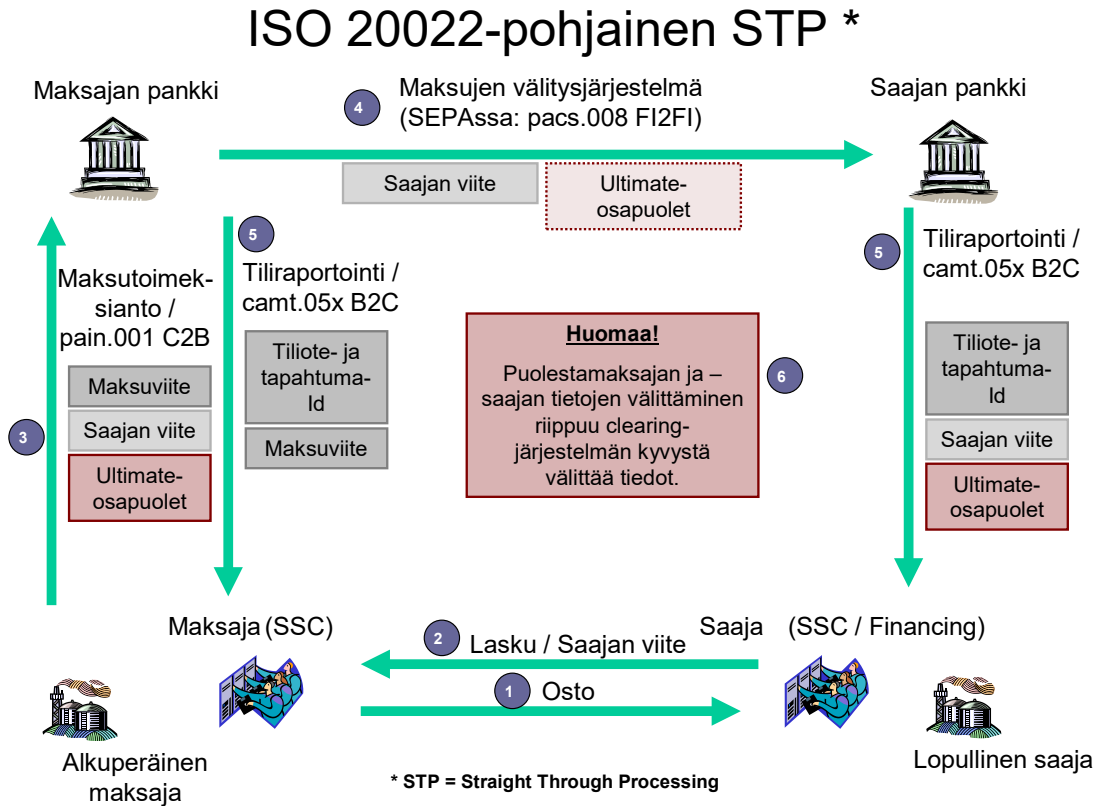 ISO 20022-pohjainen STP *
Maksajan pankki
4
Maksujen välitysjärjestelmä
(SEPAssa: pacs.008 FI2FI)
Saajan pankki
Saajan viite
Ultimate-
osapuolet
3
Maksutoimek-
sianto /
pain.001 C2B
Maksuviite
Saajan viite
Ultimate-
osapuolet
5
Tiliraportointi /
camt.05x B2C
Tiliote- ja
tapahtuma-
Id
Maksuviite
Huomaa!
Puolestamaksajan ja –
saajan tietojen välittäminen
riippuu clearing-
järjestelmän kyvystä
välittää tiedot.
6
5
Tiliraportointi /
camt.05x B2C
Tiliote- ja
tapahtuma-
Id
Saajan viite
Ultimate-
osapuolet
Maksaja (SSC)
2
Lasku / Saajan viite
Saaja (SSC / Financing)
1
Osto
Alkuperäinen
maksaja
Lopullinen saaja
* STP = Straight Through Processing